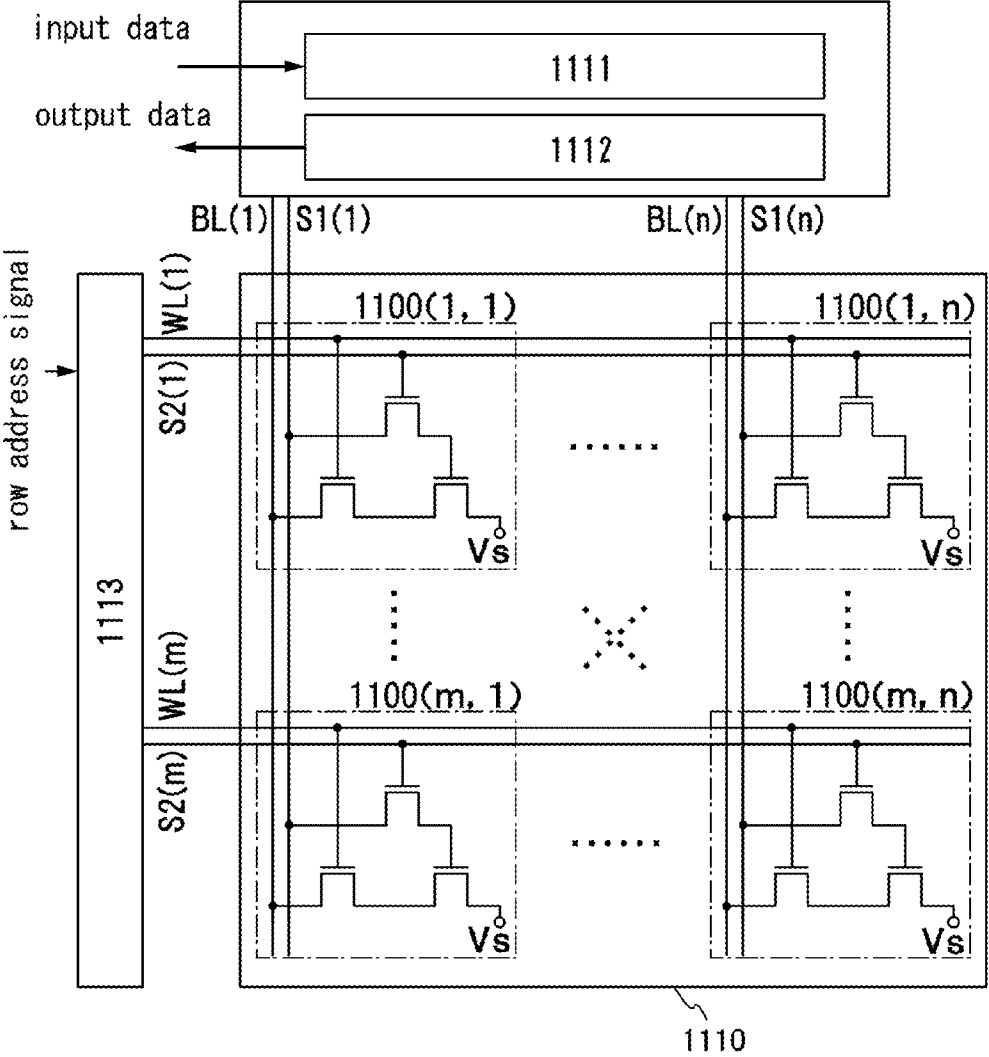 input data
1111
output data
1112
BL(1) S1(1)
BL(n) S1(n)
row address signal
1113
WL(1)
S2(1)
1100(1, 1)
1100(1, n)
Vs
Vs
WL(m)
S2(m)
1100(m, 1)
1100(m, n)
Vs
Vs
1110